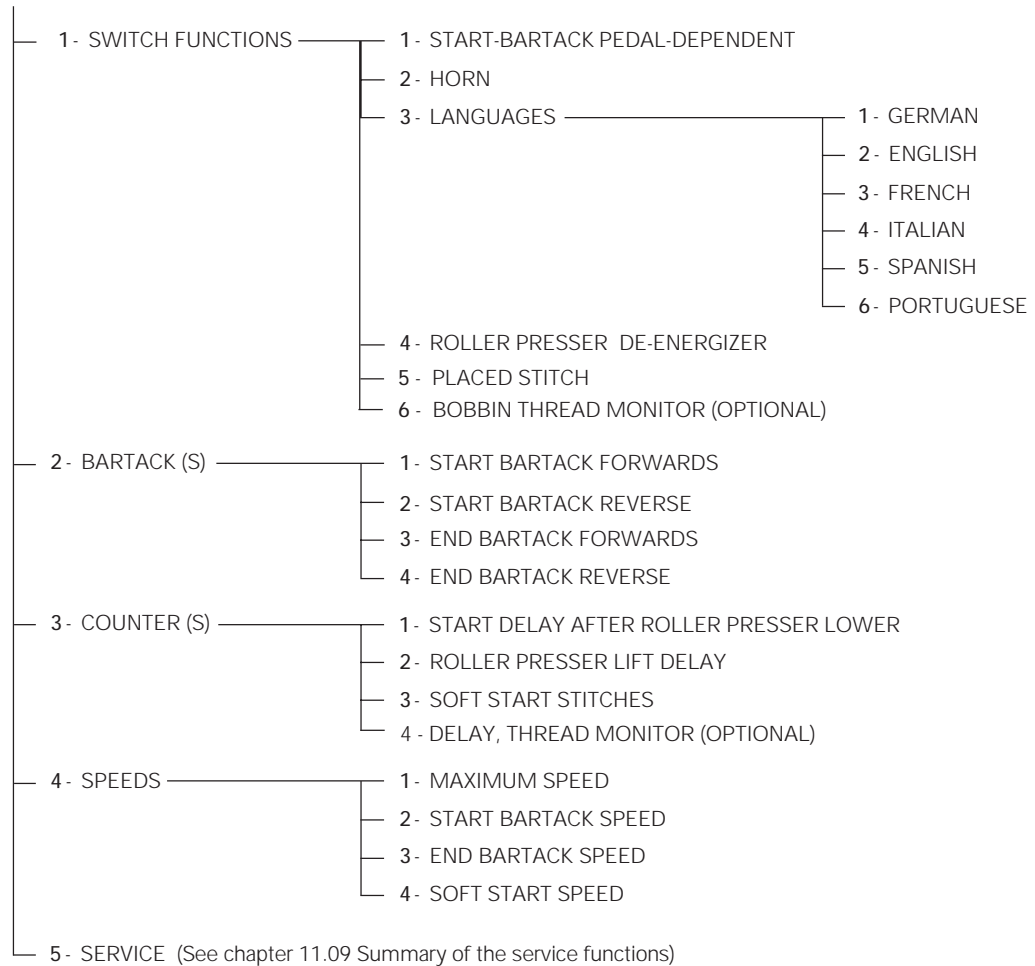 1 - SWITCH FUNCTIONS
1 - START-BARTACK PEDAL-DEPENDENT
2 - HORN
3 - LANGUAGES
1 - GERMAN
2 - ENGLISH
3 - FRENCH
4 - ITALIAN
5 - SPANISH
6 - PORTUGUESE
4 - ROLLER PRESSER DE-ENERGIZER
5 - PLACED STITCH
6 - BOBBIN THREAD MONITOR (OPTIONAL)
2 - BARTACK (S)
1 - START BARTACK FORWARDS
2 - START BARTACK REVERSE
3 - END BARTACK FORWARDS
4 - END BARTACK REVERSE
3 - COUNTER (S)
1 - START DELAY AFTER ROLLER PRESSER LOWER
2 - ROLLER PRESSER LIFT DELAY
3 - SOFT START STITCHES
4 - DELAY, THREAD MONITOR (OPTIONAL)
4 - SPEEDS
1 - MAXIMUM SPEED
2 - START BARTACK SPEED
3 - END BARTACK SPEED
4 - SOFT START SPEED
5 - SERVICE (See chapter 11.09 Summary of the service functions)